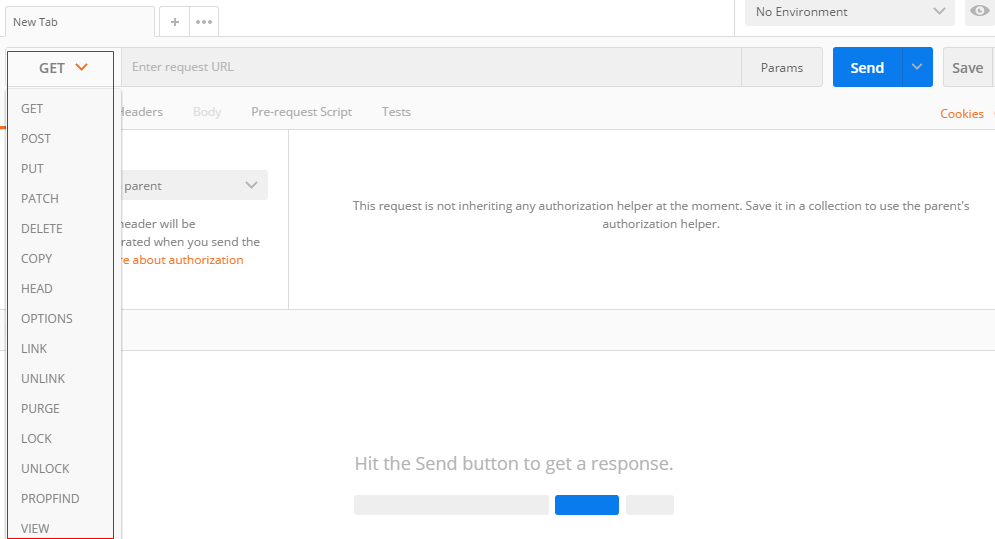 New Tab
No Environment
GET
Enter request URL
Params
Send
Save
GET
POST
PUT
PATCH
DELETE
COPY
HEAD
OPTIONS
LINK
UNLINK
PURGE
LOCK
UNLOCK
PROPFIND
VIEW
Headers
Body
Pre-request Script
Tests
Cookies
parent
header will be
rated when you send the
re about authorization
This request is not inheriting any authorization helper at the moment. Save it in a collection to use the parent's
authorization helper.
Hit the Send button to get a response.